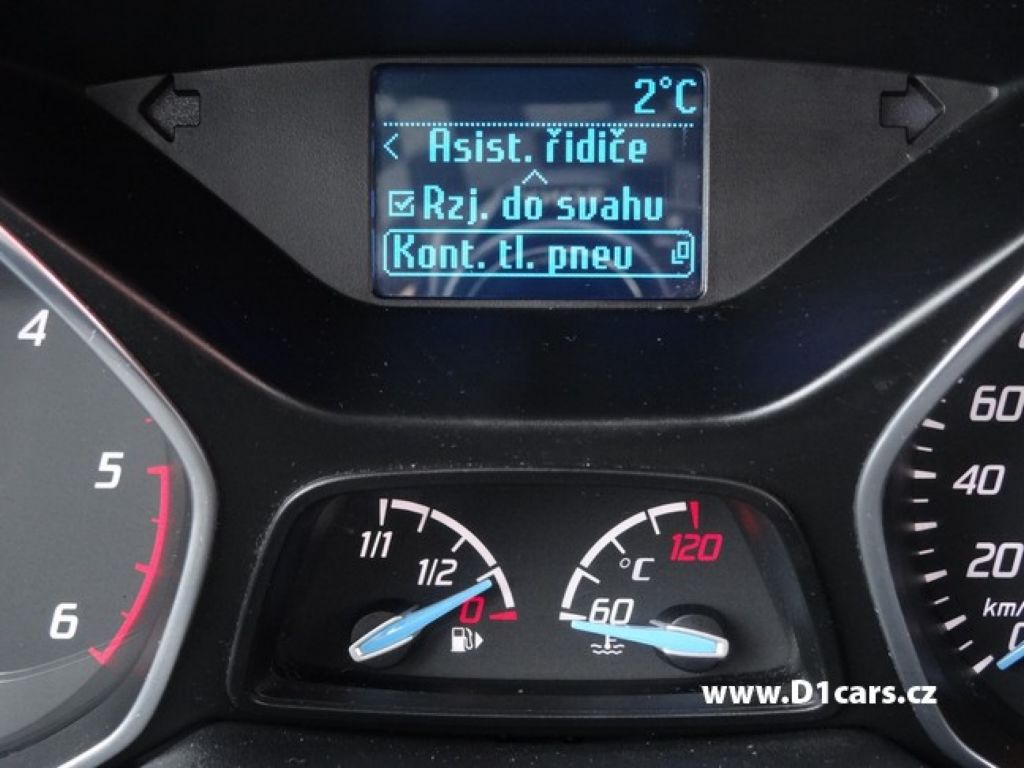 2°C
< Asist. řidiče
Rzj. do svahu
Kont. tl. pneu
4
5
6
1/1
1/2
0
°C
120
60
60
40
20
km/
www.D1cars.cz